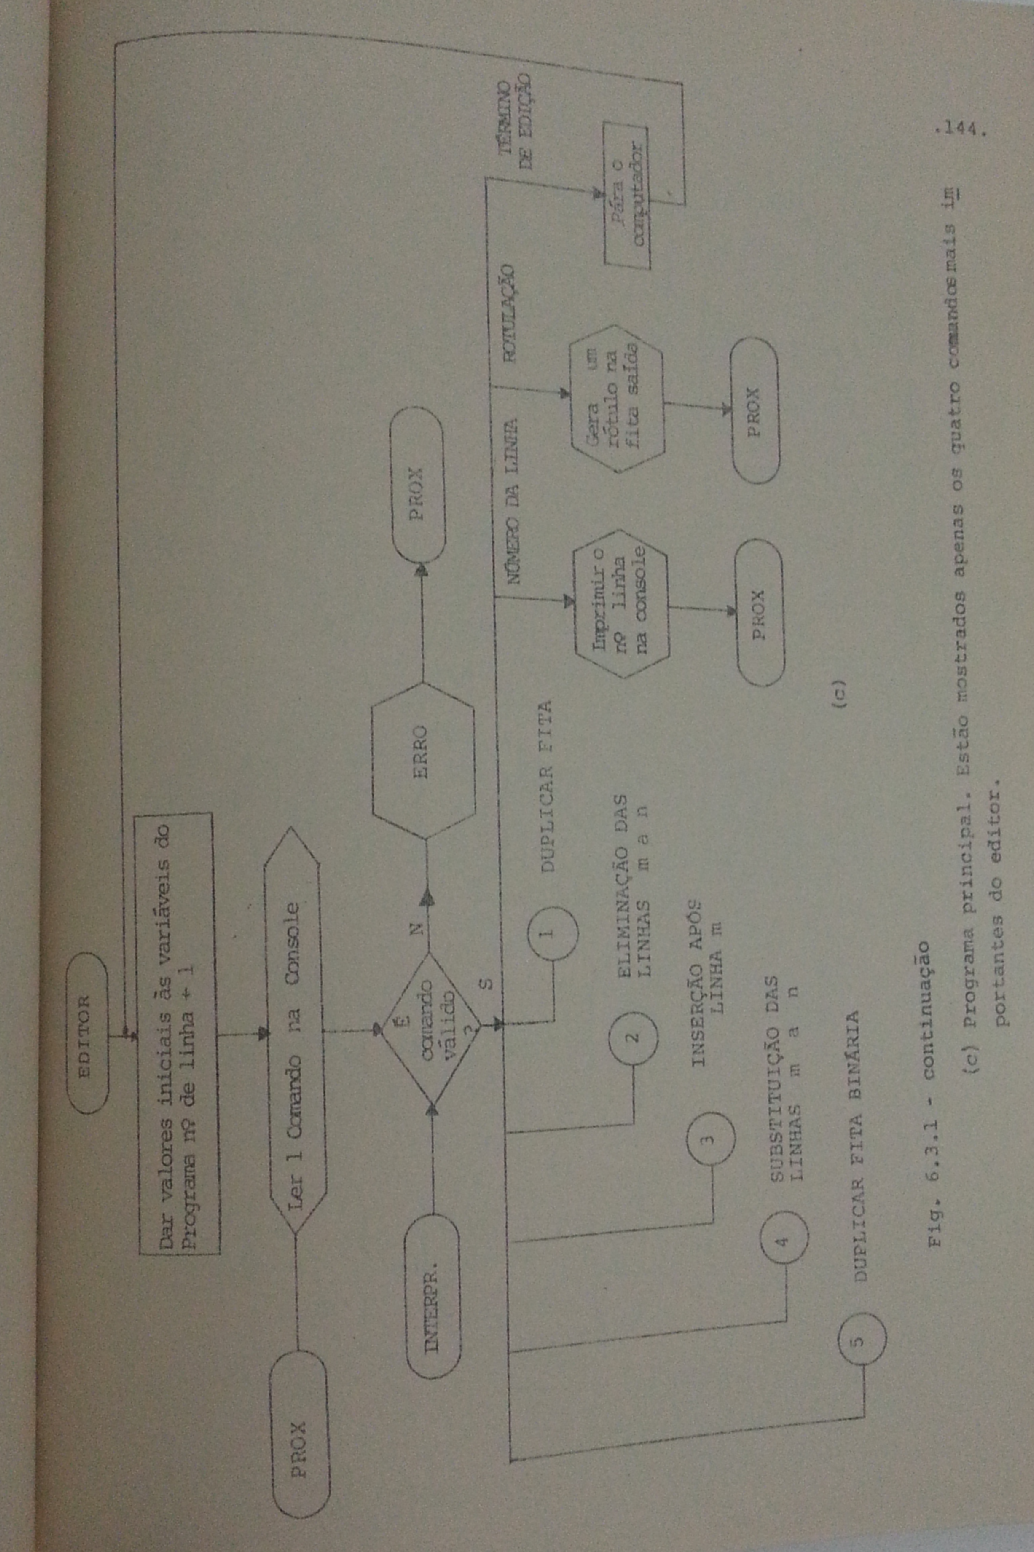 .144.
EDITOR
Dar valores iniciais às variáveis do
Programa nº de linha ← 1
PROX
Ler 1 Comando na Console
INTERPR.
É
comando
válido
?
N
ERRO
PROX
S
1
DUPLICAR FITA
2
ELIMINAÇÃO DAS
LINHAS m a n
3
INSERÇÃO APÓS
LINHA m
4
SUBSTITUIÇÃO DAS
LINHAS m a n
5
DUPLICAR FITA BINÁRIA
NÚMERO DA LINHA
Imprimir o
nº linha
na console
PROX
ROTULAÇÃO
Gera um
rótulo na
fita saída
PROX
TÉRMINO
DE EDIÇÃO
Pára o
computador
(c)
Fig. 6.3.1 - continuação
(c) Programa principal. Estão mostrados apenas os quatro comandos mais im
portantes do editor.